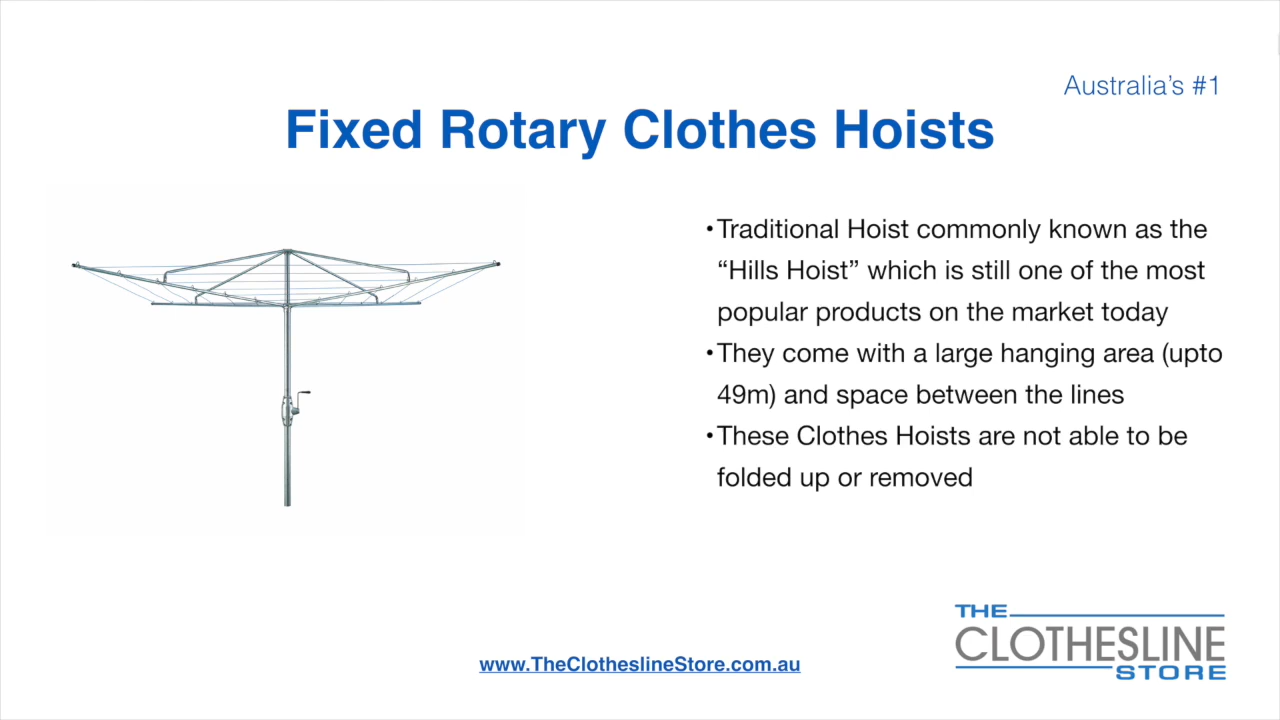 Australia's #1
Fixed Rotary Clothes Hoists
•Traditional Hoist commonly known as the
“Hills Hoist” which is still one of the most
popular products on the market today
•They come with a large hanging area (upto
49m) and space between the lines
•These Clothes Hoists are not able to be
folded up or removed
THE
CLOTHESLINE
STORE
www.TheClotheslineStore.com.au